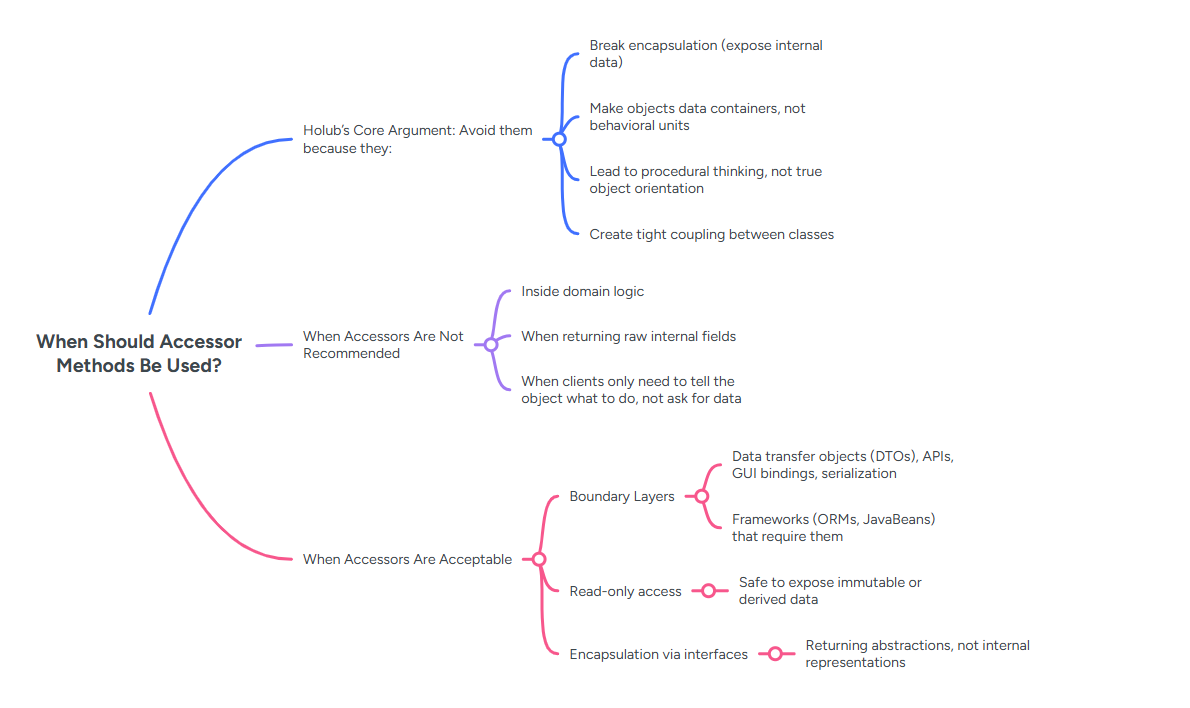 When Should Accessor
Methods Be Used?
Holub's Core Argument: Avoid them
because they:
Break encapsulation (expose internal
data)
Make objects data containers, not
behavioral units
Lead to procedural thinking, not true
object orientation
Create tight coupling between classes
When Accessors Are Not
Recommended
Inside domain logic
When returning raw internal fields
When clients only need to tell the
object what to do, not ask for data
When Accessors Are Acceptable
Boundary Layers
Data transfer objects (DTOs), APIs,
GUI bindings, serialization
Frameworks (ORMs, JavaBeans)
that require them
Read-only access
Safe to expose immutable or
derived data
Encapsulation via interfaces
Returning abstractions, not internal
representations